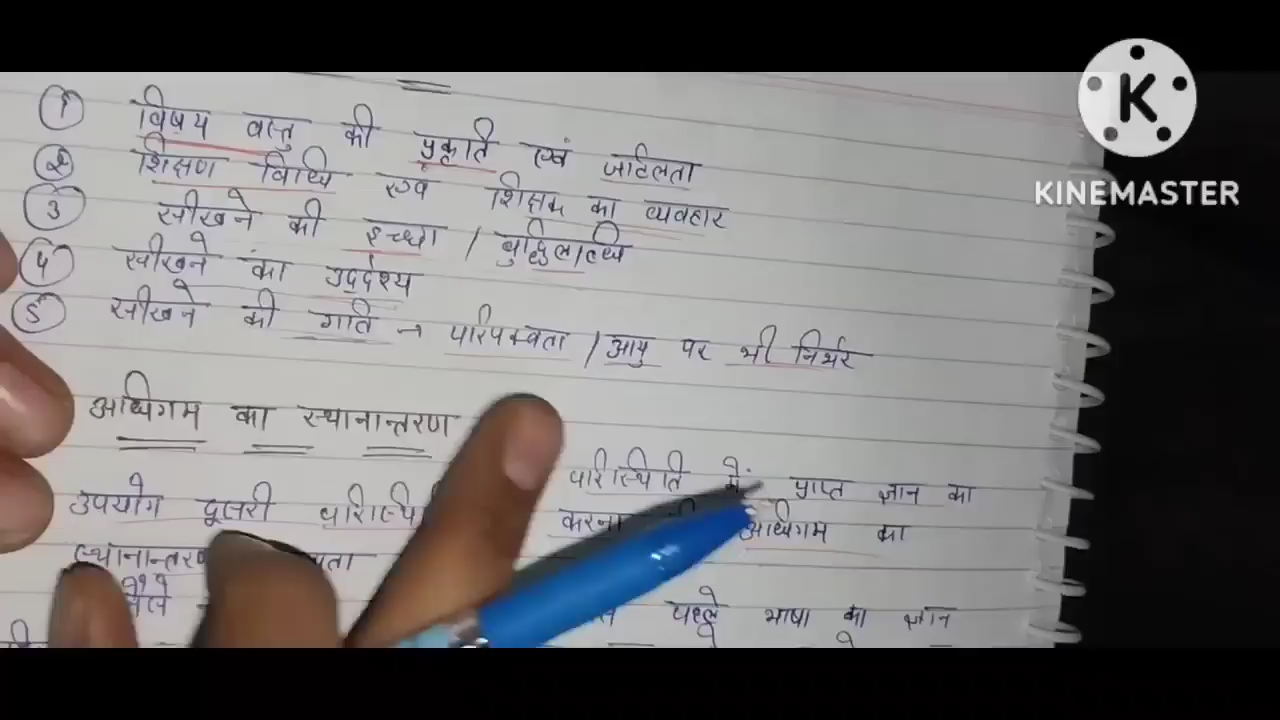 ① विषय वस्तु की प्रकृति एवं जटिलता
② शिक्षण विधि एवं शिक्षक का व्यवहार
③ सीखने की इच्छा / बुद्धिलब्धि
④ सीखने का उद्देश्य
⑤ सीखने की गति → परिपक्वता / आयु पर भी निर्भर
अधिगम का स्थानान्तरण
परिस्थिति में प्राप्त ज्ञान का
उपयोग दूसरी करना अधिगम का
पहले भाषा का ज्ञान
K
KINEMASTER